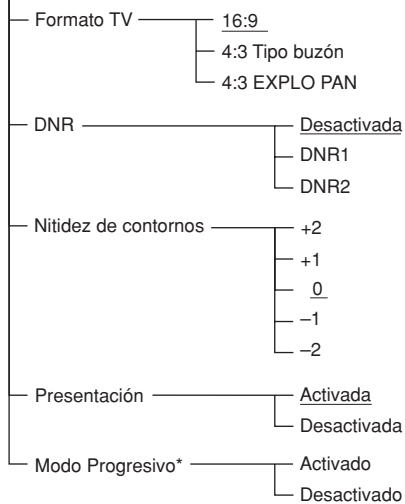 Formato TV
16:9
4:3 Tipo buzón
4:3 EXPLO PAN
DNR
Desactivada
DNR1
DNR2
Nitidez de contornos
+2
+1
0
–1
–2
Presentación
Activada
Desactivada
Modo Progresivo*
Activado
Desactivado